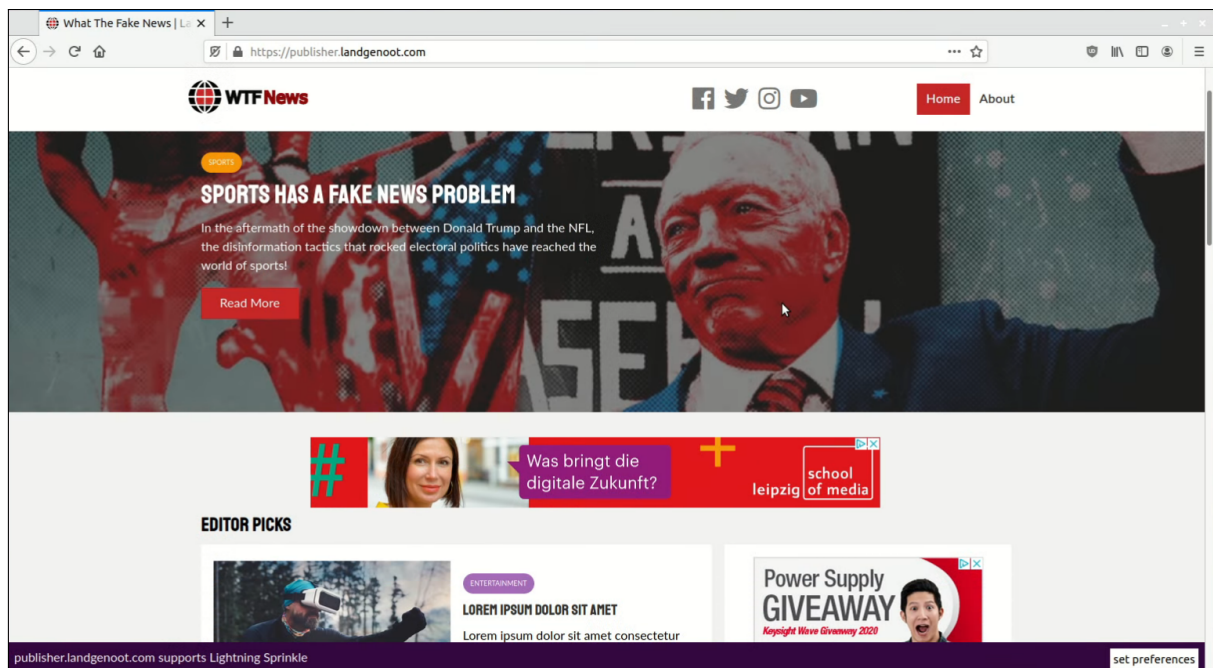 What The Fake News | La
https://publisher.landgenoot.com
WTFNews
Home
About
SPORTS
SPORTS HAS A FAKE NEWS PROBLEM
In the aftermath of the showdown between Donald Trump and the NFL,
the disinformation tactics that rocked electoral politics have reached the
world of sports!
Read More
A
ASER
#
Was bringt die
digitale Zukunft?
+
school
leipzig of media
EDITOR PICKS
ENTERTAINMENT
LOREM IPSUM DOLOR SIT AMET
Lorem ipsum dolor sit amet consectetur
Power Supply
GIVEAWAY
Keysight Wave Giveaway 2020
publisher.landgenoot.com supports Lightning Sprinkle
set preferences